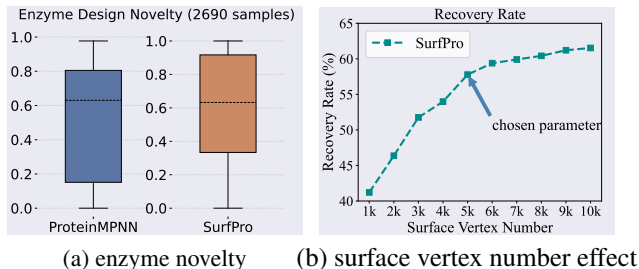 Enzyme Design Novelty (2690 samples)
1.0
0.8
0.6
0.4
0.2
0.0
ProteinMPNN
1.0
0.8
0.6
0.4
0.2
0.0
SurfPro
(a) enzyme novelty
Recovery Rate
Recovery Rate (%)
65
60
55
50
45
40
SurfPro
chosen parameter
1k 2k 3k 4k 5k 6k 7k 8k 9k 10k
Surface Vertex Number
(b) surface vertex number effect